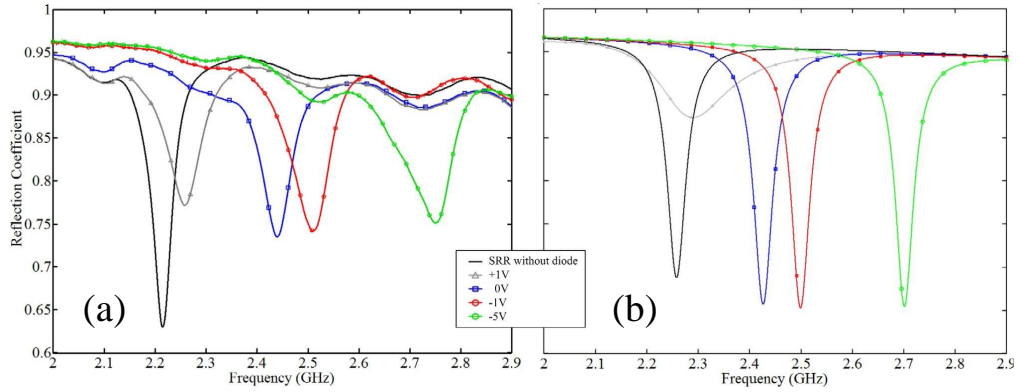 1
0.95
0.9
0.85
0.8
0.75
0.7
0.65
0.6
Reflection Coefficient
(a)
2 2.1 2.2 2.3 2.4 2.5 2.6 2.7 2.8 2.9
Frequency (GHz)
SRR without diode
+1V
0V
-1V
-5V
(b)
2 2.1 2.2 2.3 2.4 2.5 2.6 2.7 2.8 2.9
Frequency (GHz)